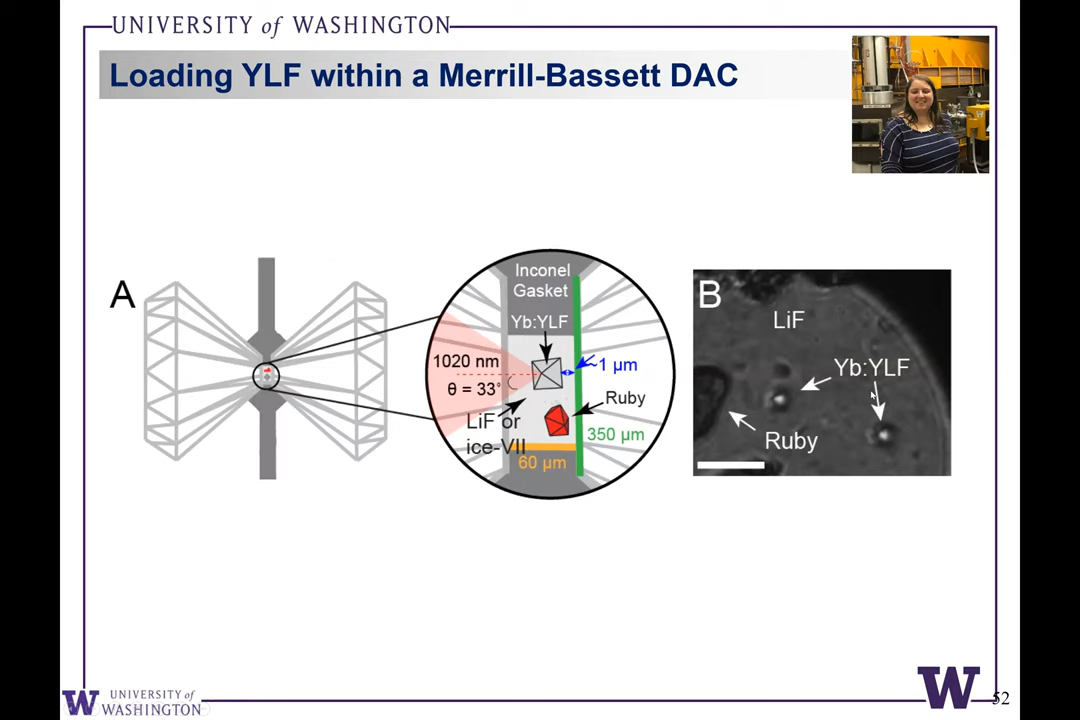 UNIVERSITY of WASHINGTON
Loading YLF within a Merrill-Bassett DAC
A
Inconel
Gasket
Yb:YLF
1020 nm
θ = 33°
1 µm
Ruby
LiF or
ice-VII
350 µm
60 µm
B
LiF
Yb:YLF
Ruby
W UNIVERSITY of
WASHINGTON
W
52